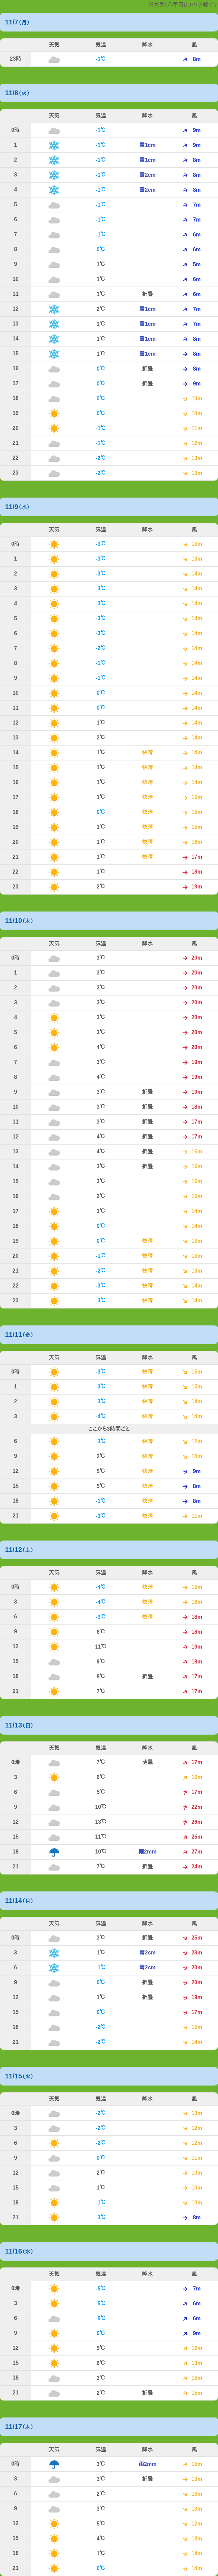 ※大岳(八甲田山)の予報です
11/7(月)
天気 気温 降水 風
23時 -1℃ 8m
11/8(火)
天気 気温 降水 風
0時 -1℃ 9m
1 -1℃ 雪1cm 9m
2 -1℃ 雪1cm 8m
3 -1℃ 雪2cm 8m
4 -1℃ 雪2cm 8m
5 -1℃ 7m
6 -1℃ 7m
7 -1℃ 6m
8 0℃ 6m
9 1℃ 5m
10 1℃ 6m
11 1℃ 折曇 6m
12 2℃ 雪1cm 7m
13 1℃ 雪1cm 7m
14 1℃ 雪1cm 8m
15 1℃ 雪1cm 8m
16 0℃ 折曇 8m
17 0℃ 折曇 9m
18 0℃ 10m
19 0℃ 10m
20 -1℃ 11m
21 -1℃ 12m
22 -2℃ 13m
23 -2℃ 12m
11/9(水)
天気 気温 降水 風
0時 -3℃ 13m
1 -3℃ 13m
2 -3℃ 14m
3 -3℃ 14m
4 -3℃ 14m
5 -3℃ 14m
6 -3℃ 14m
7 -2℃ 14m
8 -1℃ 14m
9 -1℃ 14m
10 0℃ 14m
11 0℃ 14m
12 1℃ 14m
13 2℃ 14m
14 1℃ 快晴 14m
15 1℃ 快晴 14m
16 1℃ 快晴 14m
17 1℃ 快晴 15m
18 0℃ 快晴 15m
19 1℃ 快晴 15m
20 1℃ 快晴 16m
21 1℃ 快晴 17m
22 1℃ 18m
23 2℃ 19m
11/10(木)
天気 気温 降水 風
0時 3℃ 20m
1 3℃ 20m
2 3℃ 20m
3 3℃ 20m
4 3℃ 20m
5 3℃ 20m
6 4℃ 20m
7 3℃ 19m
8 4℃ 19m
9 3℃ 折曇 19m
10 3℃ 折曇 18m
11 3℃ 折曇 17m
12 4℃ 折曇 17m
13 4℃ 折曇 16m
14 3℃ 折曇 16m
15 3℃ 16m
16 2℃ 15m
17 1℃ 14m
18 0℃ 14m
19 0℃ 快晴 13m
20 -1℃ 快晴 13m
21 -2℃ 快晴 13m
22 -3℃ 快晴 14m
23 -3℃ 快晴 14m
11/11(金)
天気 気温 降水 風
0時 -3℃ 快晴 15m
1 -3℃ 快晴 15m
2 -3℃ 快晴 14m
3 -4℃ 快晴 14m
ここから3時間ごと
6 -3℃ 快晴 12m
9 2℃ 快晴 10m
12 5℃ 快晴 9m
15 5℃ 快晴 8m
18 -1℃ 快晴 8m
21 -3℃ 快晴 11m
11/12(土)
天気 気温 降水 風
0時 -4℃ 快晴 15m
3 -4℃ 快晴 16m
6 -3℃ 快晴 18m
9 6℃ 18m
12 11℃ 19m
15 9℃ 18m
18 8℃ 折曇 17m
21 7℃ 17m
11/13(日)
天気 気温 降水 風
0時 7℃ 薄曇 17m
3 6℃ 16m
6 5℃ 17m
9 10℃ 22m
12 13℃ 26m
15 11℃ 25m
18 10℃ 雨2mm 27m
21 7℃ 折曇 24m
11/14(月)
天気 気温 降水 風
0時 3℃ 折曇 25m
3 1℃ 雪2cm 23m
6 -1℃ 雪2cm 20m
9 0℃ 折曇 20m
12 1℃ 折曇 19m
15 0℃ 17m
18 -2℃ 15m
21 -2℃ 14m
11/15(火)
天気 気温 降水 風
0時 -2℃ 12m
3 -2℃ 12m
6 -2℃ 12m
9 0℃ 11m
12 2℃ 10m
15 1℃ 10m
18 -1℃ 10m
21 -3℃ 8m
11/16(水)
天気 気温 降水 風
0時 -5℃ 7m
3 -5℃ 6m
6 -5℃ 6m
9 0℃ 9m
12 5℃ 12m
15 6℃ 13m
18 3℃ 15m
21 2℃ 折曇 15m
11/17(木)
天気 気温 降水 風
0時 3℃ 雨2mm 15m
3 3℃ 折曇 13m
6 2℃ 13m
9 3℃ 13m
12 5℃ 12m
15 4℃ 13m
18 1℃ 14m
21 0℃ 14m